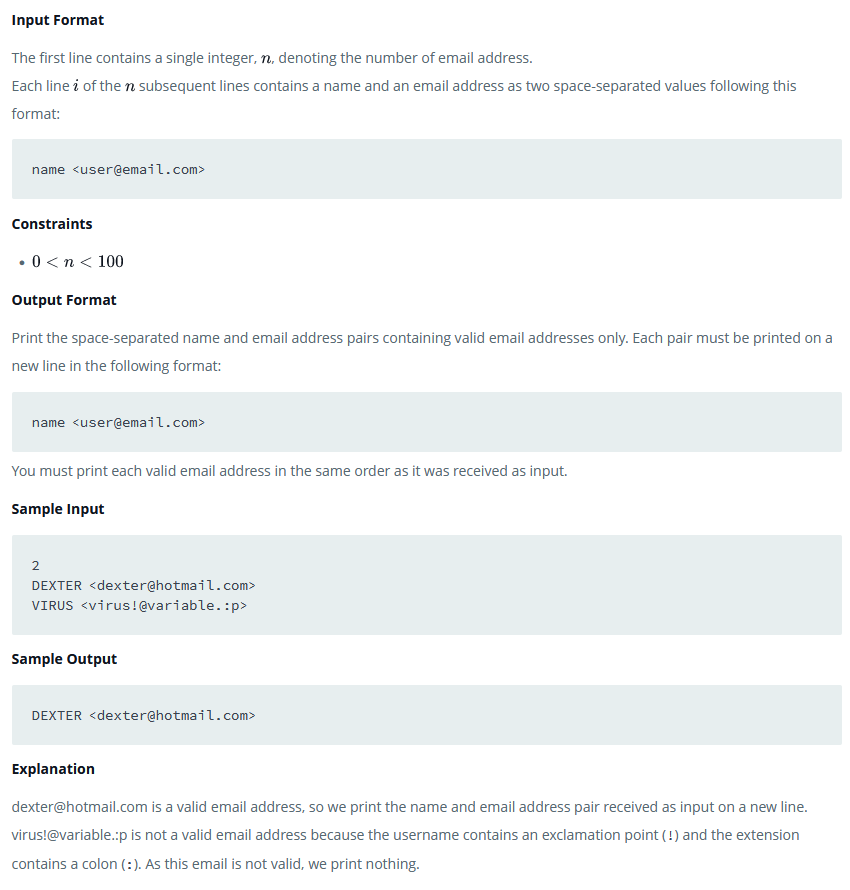 Input Format
The first line contains a single integer, n, denoting the number of email address.
Each line i of the n subsequent lines contains a name and an email address as two space-separated values following this
format:
name <user@email.com>
Constraints
• 0 < n < 100
Output Format
Print the space-separated name and email address pairs containing valid email addresses only. Each pair must be printed on a
new line in the following format:
name <user@email.com>
You must print each valid email address in the same order as it was received as input.
Sample Input
2
DEXTER <dexter@hotmail.com>
VIRUS <virus!@variable.:p>
Sample Output
DEXTER <dexter@hotmail.com>
Explanation
dexter@hotmail.com is a valid email address, so we print the name and email address pair received as input on a new line.
virus!@variable.:p is not a valid email address because the username contains an exclamation point (!) and the extension
contains a colon (:). As this email is not valid, we print nothing.